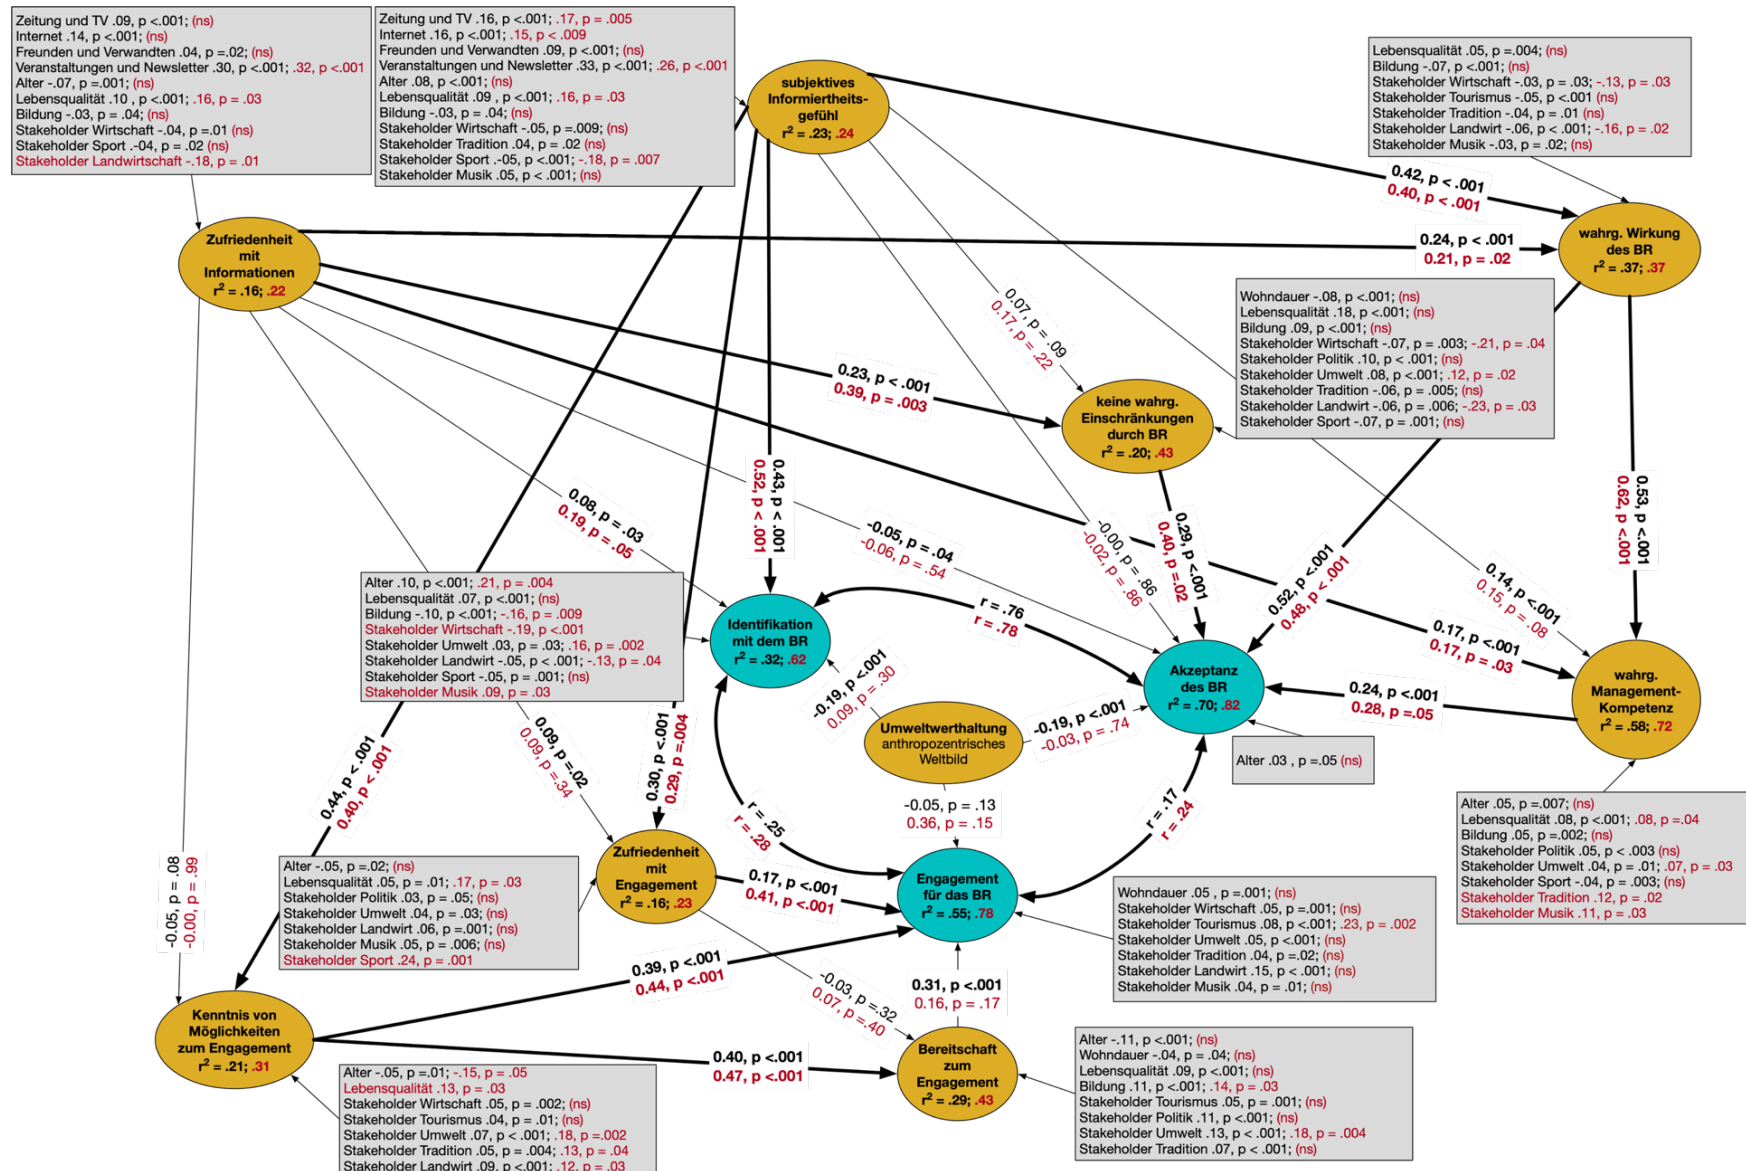 Zeitung und TV .09, p <.001; (ns)
Internet .14, p <.001; (ns)
Freunden und Verwandten .04, p =.02; (ns)
Veranstaltungen und Newsletter .30, p <.001; .32, p <.001
Alter -.07, p =.001; (ns)
Lebensqualität .10 , p <.001; .16, p = .03
Bildung -.03, p = .04; (ns)
Stakeholder Wirtschaft -.04, p =.01 (ns)
Stakeholder Sport -.04, p = .02 (ns)
Stakeholder Landwirtschaft -.18, p = .01
Zeitung und TV .16, p <.001; .17, p = .005
Internet .16, p <.001; .15, p < .009
Freunden und Verwandten .09, p <.001; (ns)
Veranstaltungen und Newsletter .33, p <.001; .26, p <.001
Alter .08, p <.001; (ns)
Lebensqualität .09 , p <.001; .16, p = .03
Bildung -.03, p = .04; (ns)
Stakeholder Wirtschaft -.05, p =.009; (ns)
Stakeholder Tradition .04, p =.02 (ns)
Stakeholder Sport .-05, p <.001; -.18, p = .007
Stakeholder Musik .05, p < .001; (ns)
subjektives
Informiertheits-
gefühl
r² = .23; .24
Lebensqualität .05, p =.004; (ns)
Bildung -.07, p <.001; (ns)
Stakeholder Wirtschaft -.03, p = .03; -.13, p = .03
Stakeholder Tourismus -.05, p <.001 (ns)
Stakeholder Tradition -.04, p = .01 (ns)
Stakeholder Landwirt -.06, p < .001; -.16, p = .02
Stakeholder Musik -.03, p = .02; (ns)
0.42, p < .001
0.40, p < .001
Zufriedenheit
mit
Informationen
r² = .16; .22
0.24, p < .001
0.21, p = .02
wahrg. Wirkung
des BR
r² = .37; .37
0.07, p = .09
0.17, p = .22
Wohndauer -.08, p <.001; (ns)
Lebensqualität .18, p <.001; (ns)
Bildung .09, p <.001; (ns)
Stakeholder Wirtschaft -.07, p = .003; -.21, p = .04
Stakeholder Politik .10, p < .001; (ns)
Stakeholder Umwelt .08, p <.001; .12, p = .02
Stakeholder Tradition -.06, p = .005; (ns)
Stakeholder Landwirt -.06, p = .006; -.23, p = .03
Stakeholder Sport -.07, p = .001; (ns)
0.23, p < .001
0.39, p = .003
keine wahrg.
Einschränkungen
durch BR
r² = .20; .43
0.43, p < .001
0.52, p < .001
0.08, p = .03
0.19, p = .05
-0.05, p = .04
-0.06, p = .54
-0.00, p = .86
-0.02, p = .86
0.29, p <.001
0.40, p =.02
0.52, p <.001
0.48, p < .001
0.53, p <.001
0.62, p <.001
0.14, p <.001
0.15, p = .08
0.17, p <.001
0.17, p = .03
Alter .10, p <.001; .21, p = .004
Lebensqualität .07, p <.001; (ns)
Bildung -.10, p <.001; -.16, p = .009
Stakeholder Wirtschaft -.19, p <.001
Stakeholder Umwelt .03, p = .03; .16, p = .002
Stakeholder Landwirt -.05, p < .001; -.13, p = .04
Stakeholder Sport -.05, p = .001; (ns)
Stakeholder Musik .09, p = .03
Identifikation
mit dem BR
r² = .32; .62
r = .76
r = .78
Akzeptanz
des BR
r² = .70; .82
wahrg.
Management-
Kompetenz
r² = .58; .72
0.24, p <.001
0.28, p =.05
-0.19, p <.001
0.09, p = .30
Umweltwerthaltung
anthropozentrisches
Weltbild
-0.19, p <.001
-0.03, p = .74
Alter .03 , p =.05 (ns)
0.44, p < .001
0.40, p < .001
0.09, p =.02
0.09, p =.34
0.30, p <.001
0.29, p =.004
r = .25
r = .28
-0.05, p = .13
0.36, p = .15
r = .17
r = .24
Alter .05, p =.007; (ns)
Lebensqualität .08, p <.001; .08, p =.04
Bildung .05, p =.002; (ns)
Stakeholder Politik .05, p < .003 (ns)
Stakeholder Umwelt .04, p = .01; .07, p = .03
Stakeholder Sport -.04, p = .003; (ns)
Stakeholder Tradition .12, p = .02
Stakeholder Musik .11, p = .03
-0.05, p = .08
-0.00, p = .99
Alter -.05, p =.02; (ns)
Lebensqualität .05, p = .01; .17, p = .03
Stakeholder Politik .03, p = .05; (ns)
Stakeholder Umwelt .04, p = .03; (ns)
Stakeholder Landwirt .06, p =.001; (ns)
Stakeholder Musik .05, p = .006; (ns)
Stakeholder Sport .24, p = .001
Zufriedenheit
mit
Engagement
r² = .16; .23
0.17, p <.001
0.41, p <.001
Engagement
für das BR
r² = .55; .78
Wohndauer .05 , p =.001; (ns)
Stakeholder Wirtschaft .05, p =.001; (ns)
Stakeholder Tourismus .08, p <.001; .23, p = .002
Stakeholder Umwelt .05, p <.001; (ns)
Stakeholder Tradition .04, p =.02; (ns)
Stakeholder Landwirt .15, p < .001; (ns)
Stakeholder Musik .04, p = .01; (ns)
0.39, p <.001
0.44, p <.001
-0.03, p =.32
0.07, p =.40
0.31, p <.001
0.16, p = .17
Kenntnis von
Möglichkeiten
zum Engagement
r² = .21; .31
0.40, p <.001
0.47, p <.001
Bereitschaft
zum
Engagement
r² = .29; .43
Alter -.11, p <.001; (ns)
Wohndauer -.04, p = .04; (ns)
Lebensqualität .09, p <.001; (ns)
Bildung .11, p <.001; .14, p = .03
Stakeholder Tourismus .05, p = .001; (ns)
Stakeholder Politik .11, p <.001; (ns)
Stakeholder Umwelt .13, p < .001; .18, p = .004
Stakeholder Tradition .07, p <.001; (ns)
Alter -.05, p =.01; -.15, p = .05
Lebensqualität .13, p = .03
Stakeholder Wirtschaft .05, p = .002; (ns)
Stakeholder Tourismus .04, p = .01; (ns)
Stakeholder Umwelt .07, p < .001; .18, p =.002
Stakeholder Tradition .05, p = .004; .13, p = .04
Stakeholder Landwirt .09, p <.001; .12, p = .03